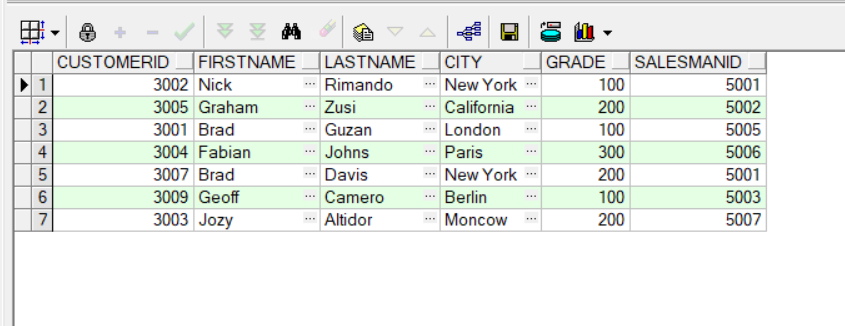 CUSTOMERID FIRSTNAME LASTNAME CITY GRADE SALESMANID
1 3002 Nick ... Rimando ... New York ... 100 5001
2 3005 Graham ... Zusi ... California ... 200 5002
3 3001 Brad ... Guzan ... London ... 100 5005
4 3004 Fabian ... Johns ... Paris ... 300 5006
5 3007 Brad ... Davis ... New York ... 200 5001
6 3009 Geoff ... Camero ... Berlin ... 100 5003
7 3003 Jozy ... Altidor ... Moncow ... 200 5007